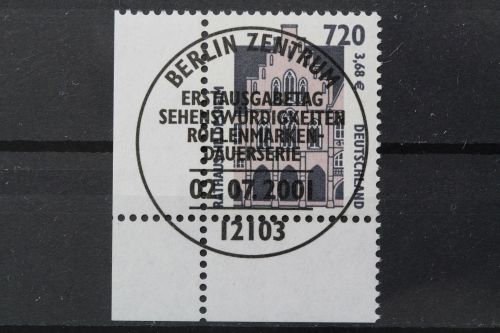 BERLIN ZENTRUM
ERSTAUSGABETAG
SEHENSWÜRDIGKEITEN
ROLLENMARKEN-
DAUERSERIE
02.07.2001
12103
720
3,68 €
DEUTSCHLAND
RATHAUS